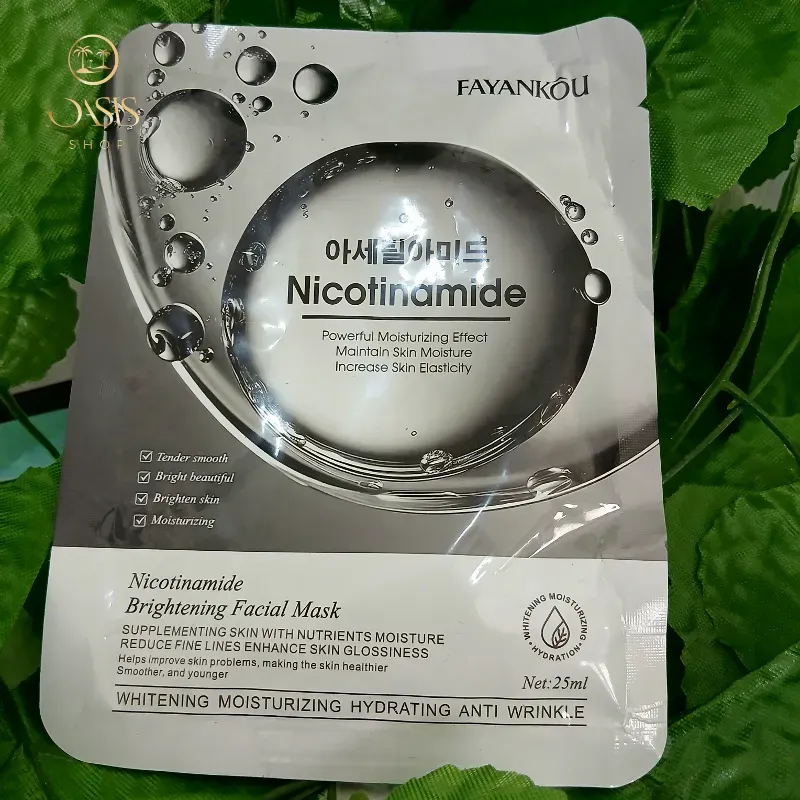 OASIS
SHOP
FAYANKÔU
아세틸아미드
Nicotinamide
Powerful Moisturizing Effect
Maintain Skin Moisture
Increase Skin Elasticity
Tender smooth
Bright beautiful
Brighten skin
Moisturizing
Nicotinamide
Brightening Facial Mask
SUPPLEMENTING SKIN WITH NUTRIENTS MOISTURE
REDUCE FINE LINES ENHANCE SKIN GLOSSINESS
Helps improve skin problems, making the skin healthier
Smoother, and younger
WHITENING MOISTURIZING
HYDRATION
Net:25ml
WHITENING MOISTURIZING HYDRATING ANTI WRINKLE